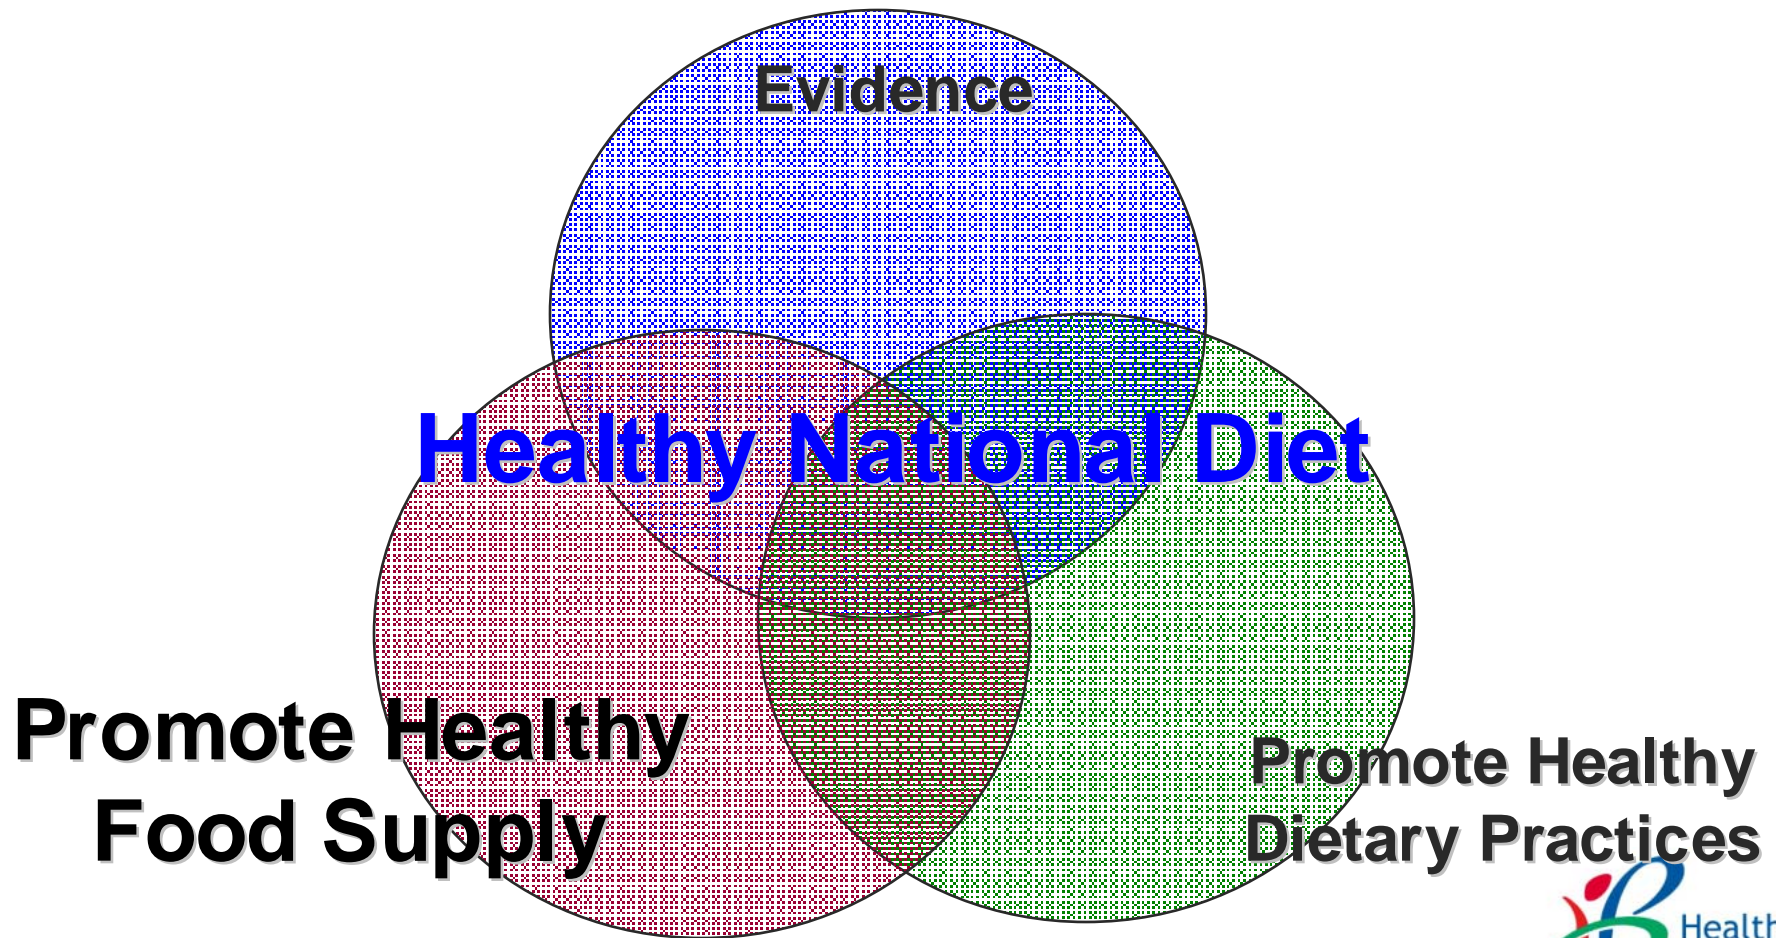 Evidence
Healthy National Diet
Promote Healthy
Food Supply
Promote Healthy
Dietary Practices
Health